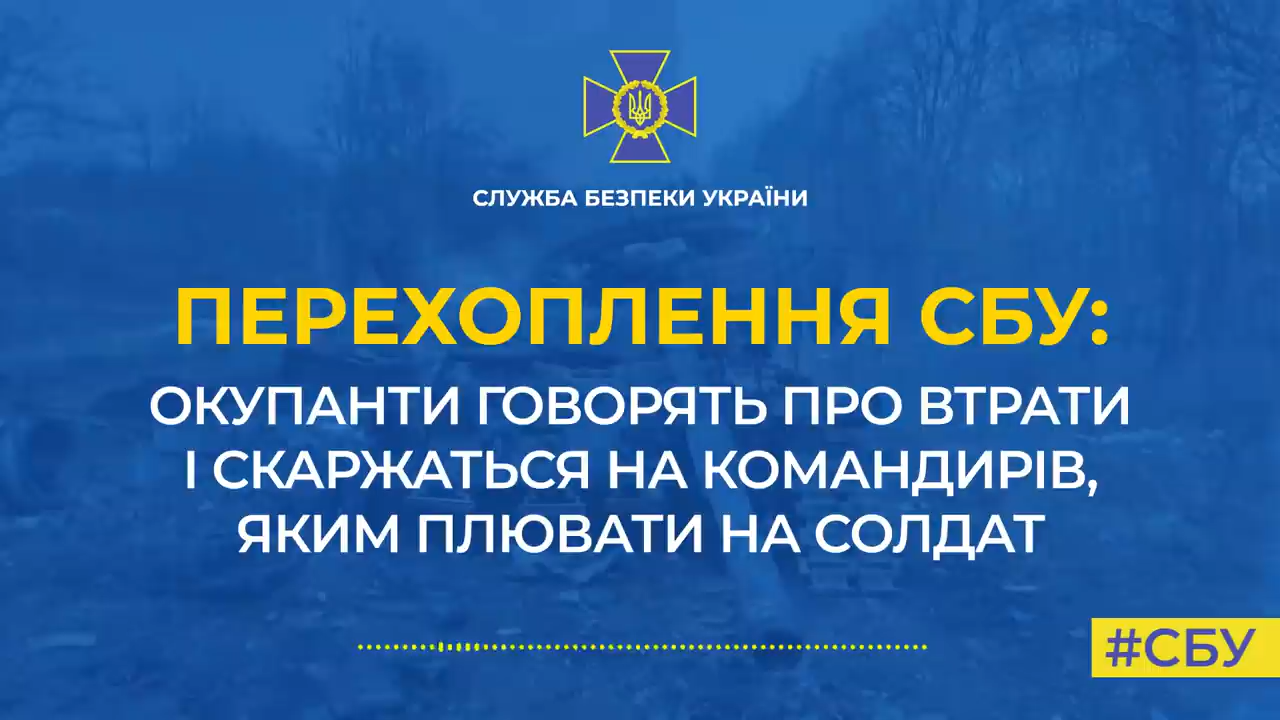 СЛУЖБА БЕЗПЕКИ УКРАЇНИ
ПЕРЕХОПЛЕННЯ СБУ:
ОКУПАНТИ ГОВОРЯТЬ ПРО ВТРАТИ
І СКАРЖАТЬСЯ НА КОМАНДИРІВ,
ЯКИМ ПЛЮВАТИ НА СОЛДАТ
#СБУ